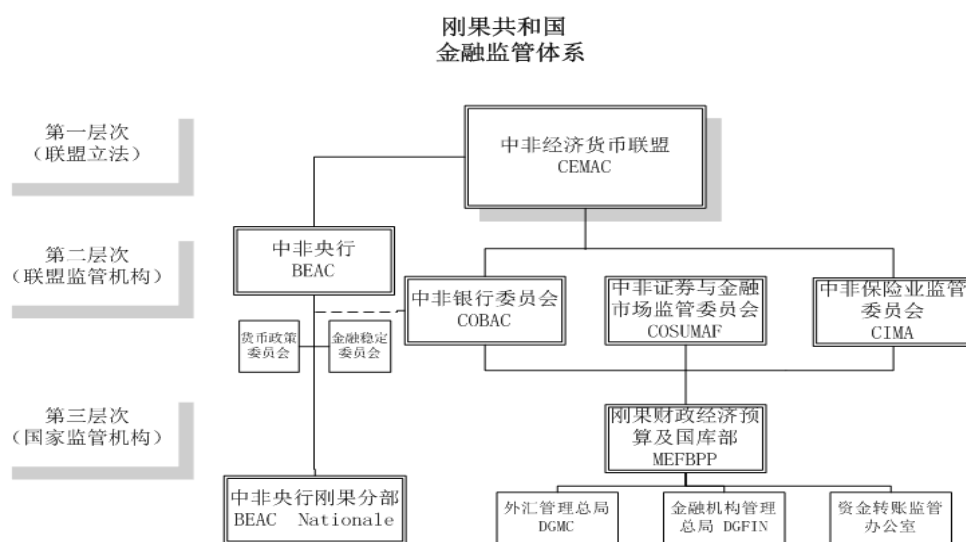 刚果共和国
金融监管体系
第一层次
（联盟立法）
中非经济货币联盟
CEMAC
第二层次
（联盟监管机构）
中非央行
BEAC
中非银行委员会
COBAC
中非证券与金融
市场监管委员会
COSUMAF
中非保险业监管
委员会
CIMA
货币政策
委员会
金融稳定
委员会
第三层次
（国家监管机构）
刚果财政经济预
算及国库部
MEFBPP
中非央行刚果分部
BEAC Nationale
外汇管理总局
DGMC
金融机构管理
总局 DGFIN
资金转账监管
办公室